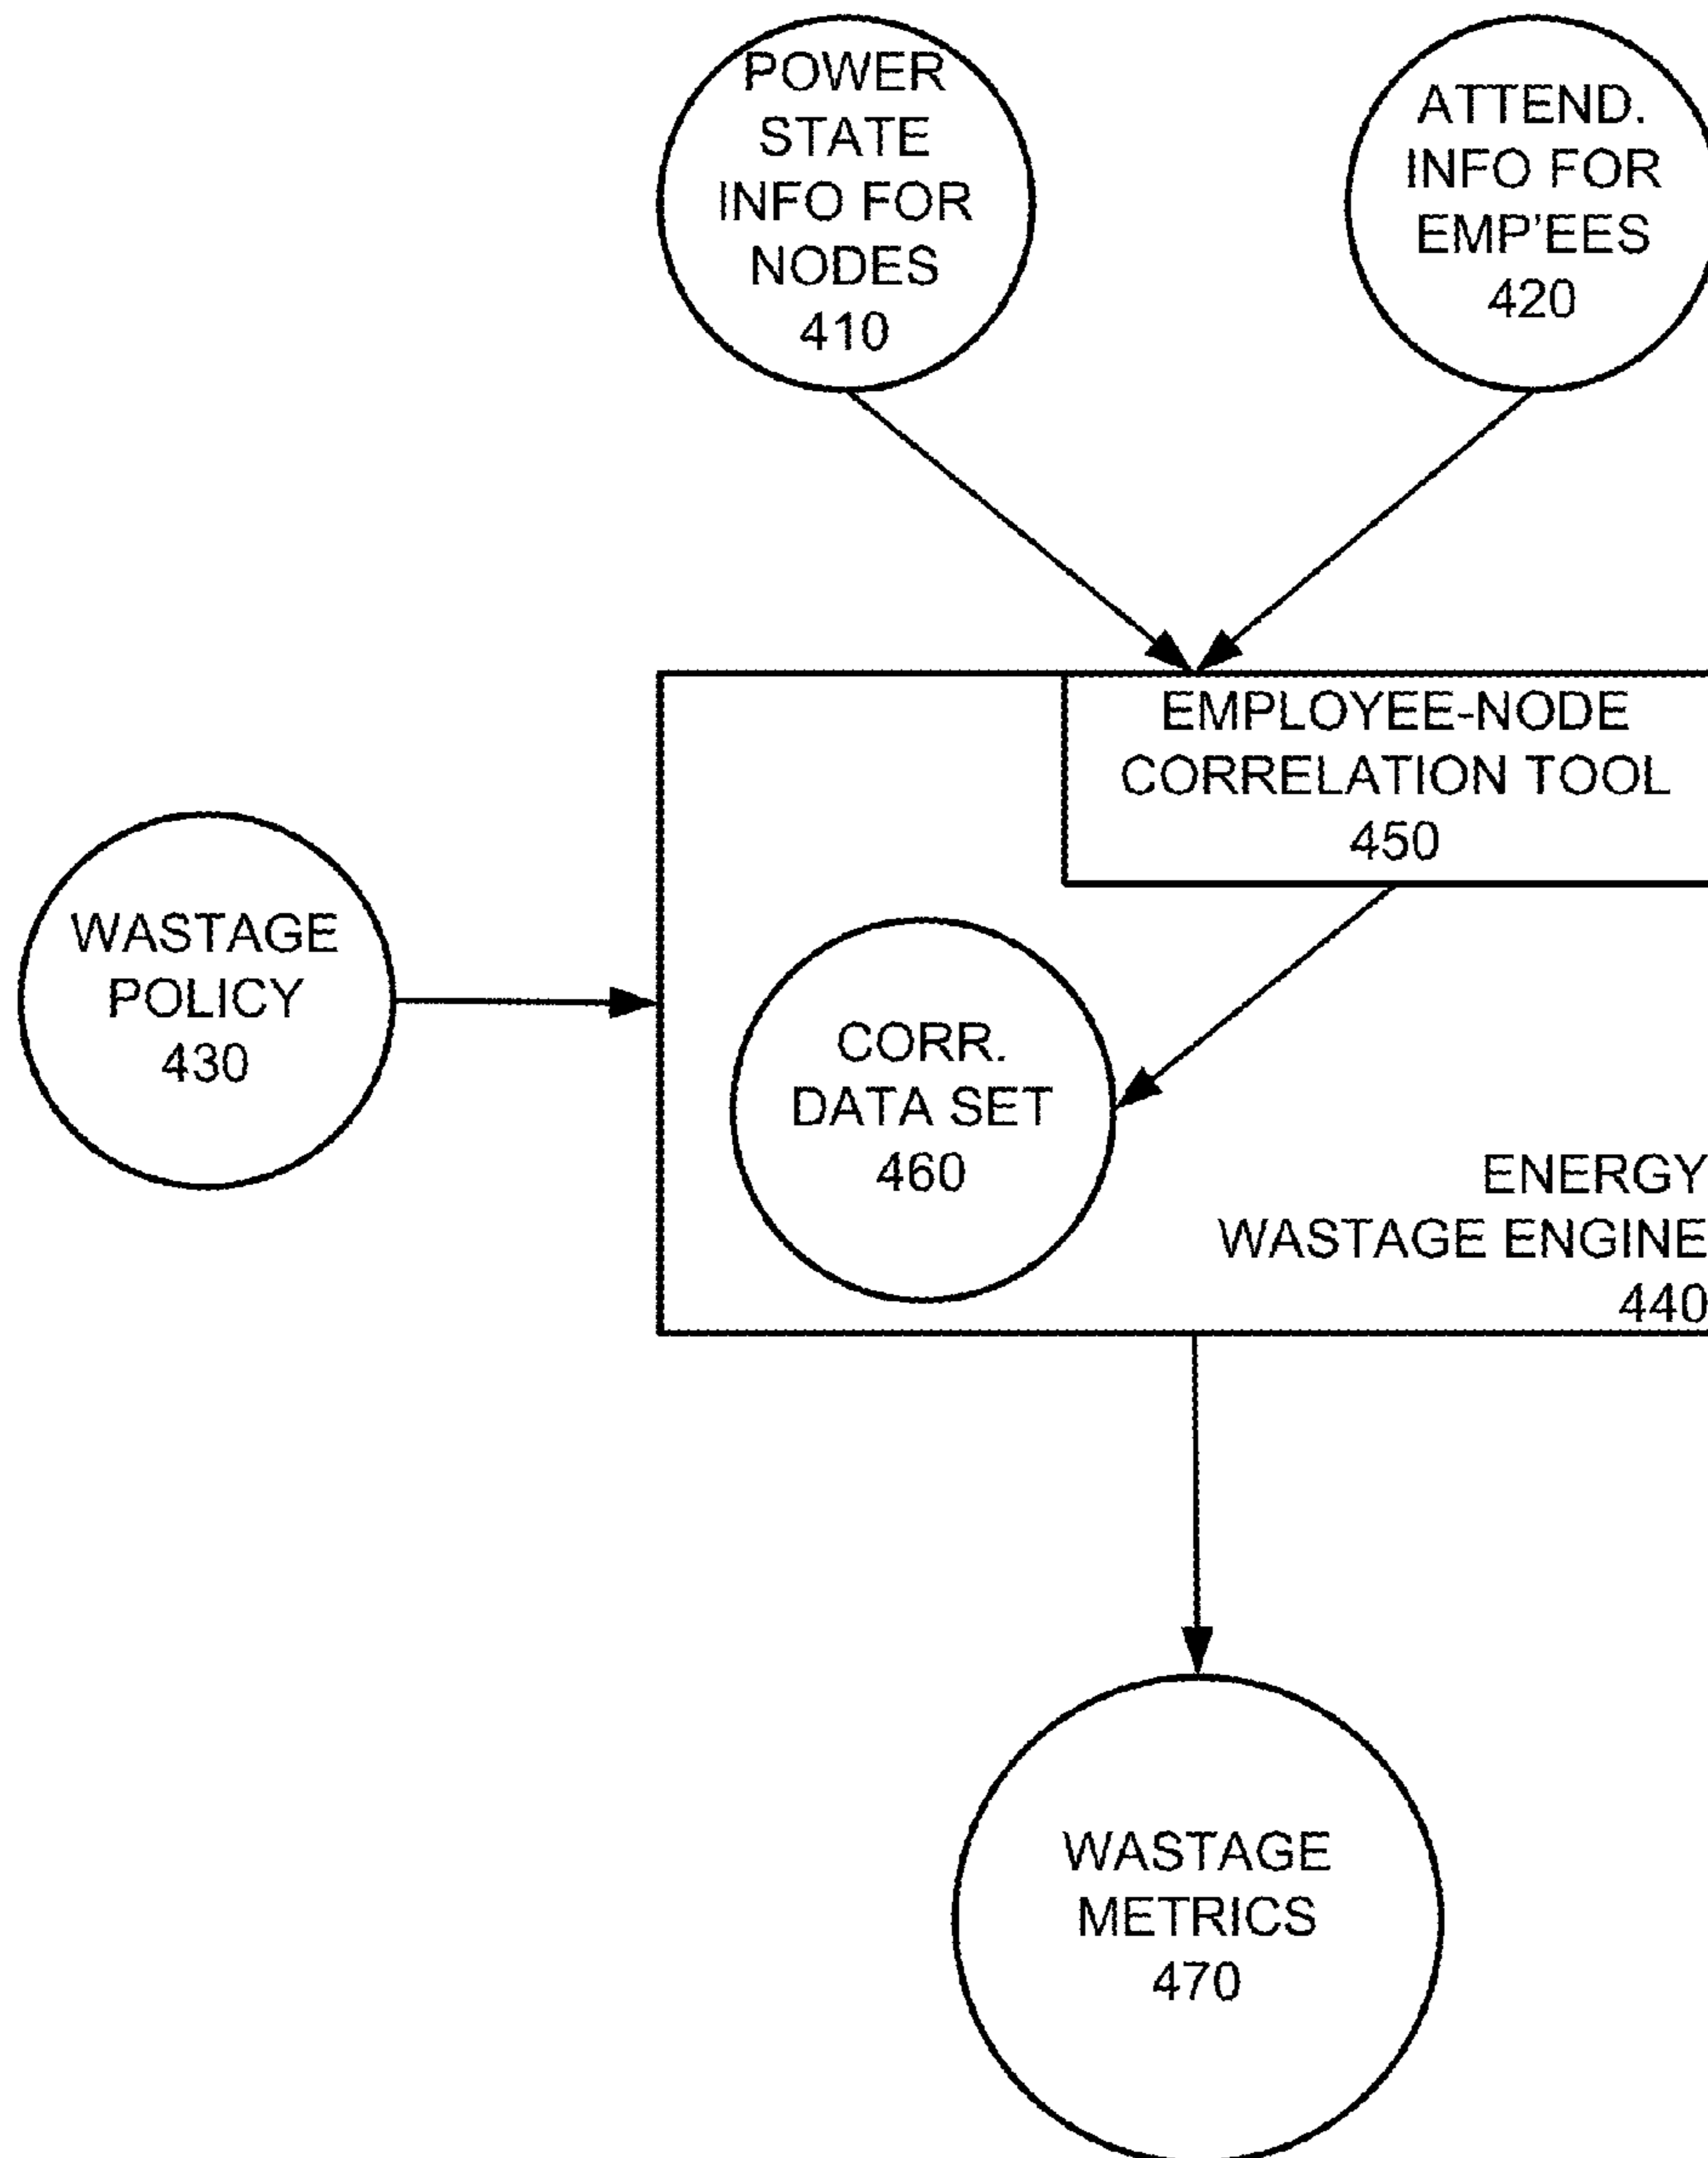 POWER
STATE
INFO FOR
NODES
410
ATTEND.
INFO FOR
EMP'EES
420
EMPLOYEE-NODE
CORRELATION TOOL
450
WASTAGE
POLICY
430
CORR.
DATA SET
460
ENERGY
WASTAGE ENGINE
440
WASTAGE
METRICS
470